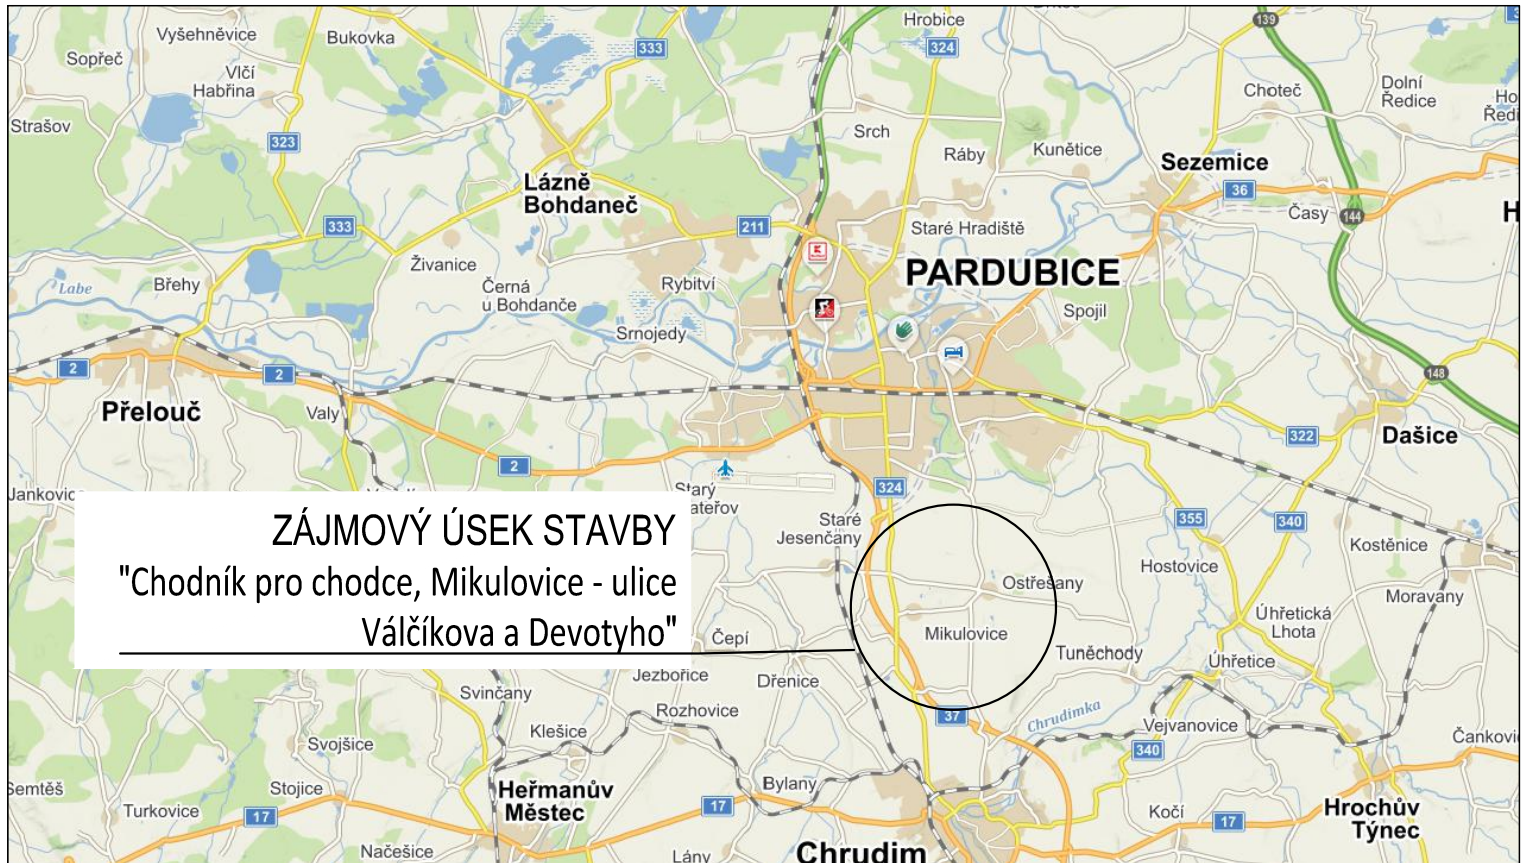 Hrobice
139
Vyšehněvice
Bukovka
333
324
Sopřeč
Vlčí
Habřina
Choteč
Dolní
Ředice
Strašov
323
Srch
Ráby
Kunětice
Sezemice
Lázně
Bohdaneč
36
Časy
144
333
211
Staré Hradiště
Živanice
PARDUBICE
Labe
Břehy
Černá
u Bohdanče
Rybitví
Spojil
Srnojedy
2
2
148
Přelouč
Valy
322
Dašice
2
Starý
324
Jankovic
ateřov
Staré
Jesenčany
355
340
Kostěnice
ZÁJMOVÝ ÚSEK STAVBY
"Chodník pro chodce, Mikulovice - ulice
Válčíkova a Devotyho"
Hostovice
Ostřešany
Moravany
Úhřetická
Lhota
Mikulovice
Čepí
Tuněchody
Úhřetice
Jezbořice
Dřenice
Svinčany
Rozhovice
37
Chrudimka
Vejvanovice
Klešice
Svojšice
340
Čankovi
Semtěš
Stojice
Heřmanův
Městec
Bylany
Turkovice
17
17
Kočí
17
Hrochův
Týnec
Načešice
Lány
Chrudim